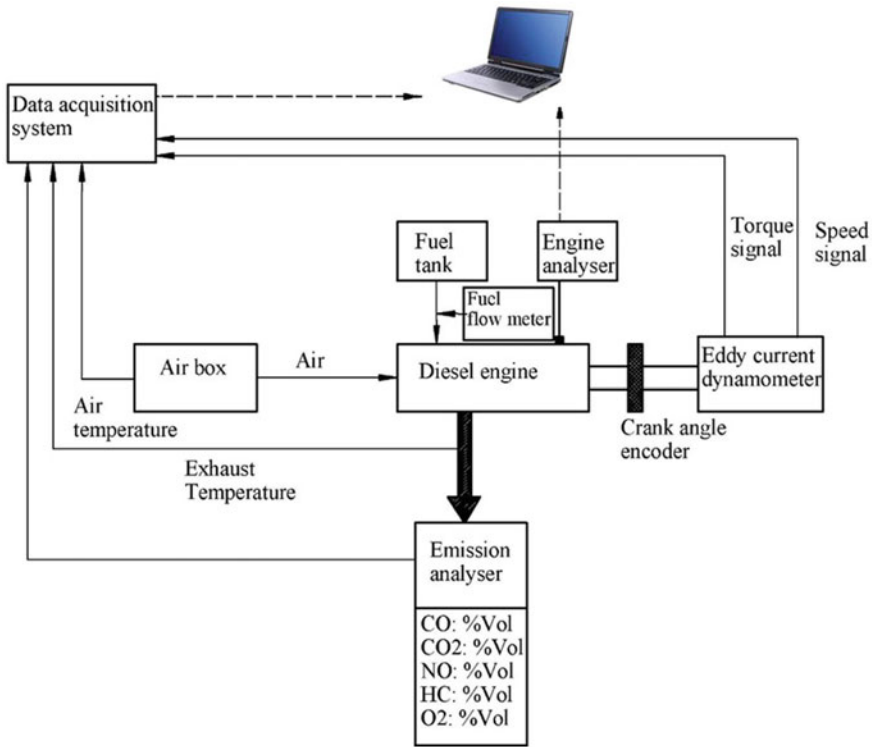 Data acquisition
system
Fuel
tank
Engine
analyser
Torque
signal
Speed
signal
Fuel
flow meter
Air box
Air
Diesel engine
Eddy current
dynamometer
Air
temperature
Crank angle
encoder
Exhaust
Temperature
Emission
analyser
CO: %Vol
CO2: %Vol
NO: %Vol
HC: %Vol
O2: %Vol